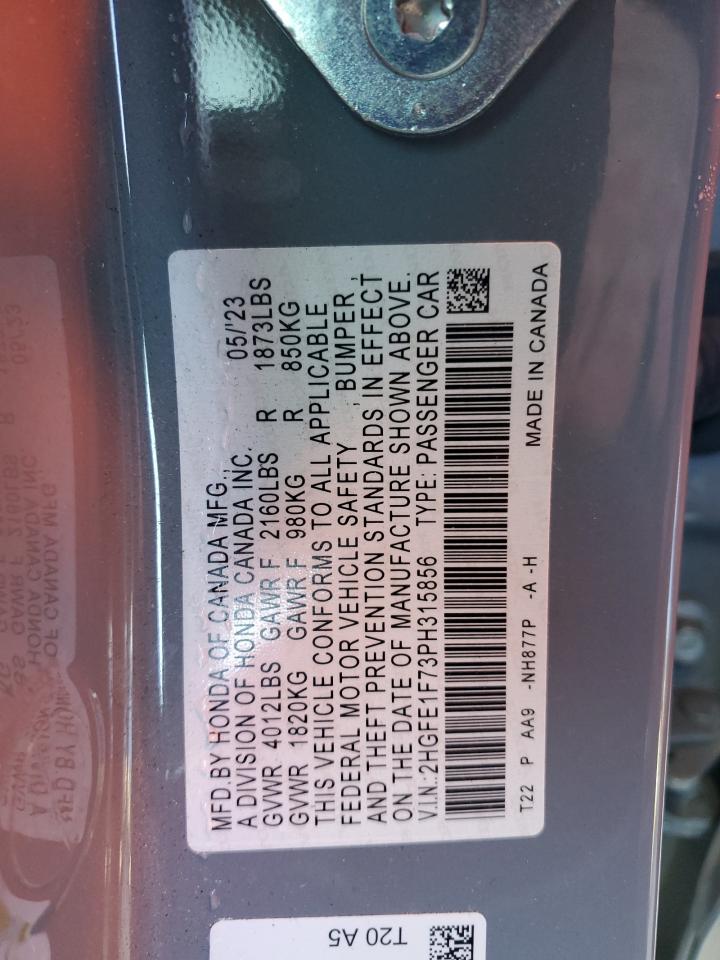 MFD.BY HONDA OF CANADA MFG.,
A DIVISION OF HONDA CANADA INC. 05/'23
GVWR 4012LBS GAWR F 2160LBS R 1873LBS
GVWR 1820KG GAWR F 980KG R 850KG
THIS VEHICLE CONFORMS TO ALL APPLICABLE
FEDERAL MOTOR VEHICLE SAFETY , BUMPER ,
AND THEFT PREVENTION STANDARDS IN EFFECT
ON THE DATE OF MANUFACTURE SHOWN ABOVE.
V.I.N.:2HGFE1F73PH315856 TYPE: PASSENGER CAR
T22 P AA9 -NH877P -A -H MADE IN CANADA
T20 A5